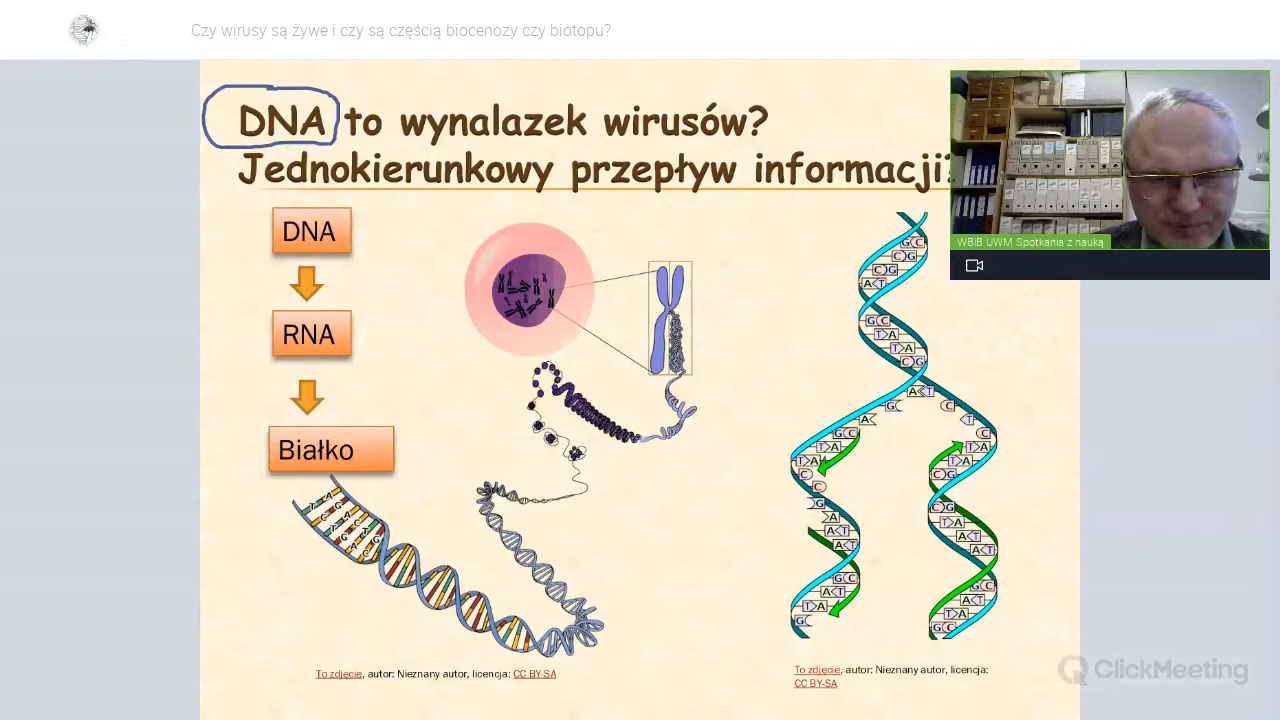 Czy wirusy są żywe i czy są częścią biocenozy czy biotopu?
DNA to wynalazek wirusów?
Jednokierunkowy przepływ informacji?
WBiB UWM Spotkania z nauką
DNA
RNA
Białko
To zdjęcie, autor: Nieznany autor, licencja: CC BY-SA
To zdjęcie, autor: Nieznany autor, licencja:
CC BY-SA
ClickMeeting